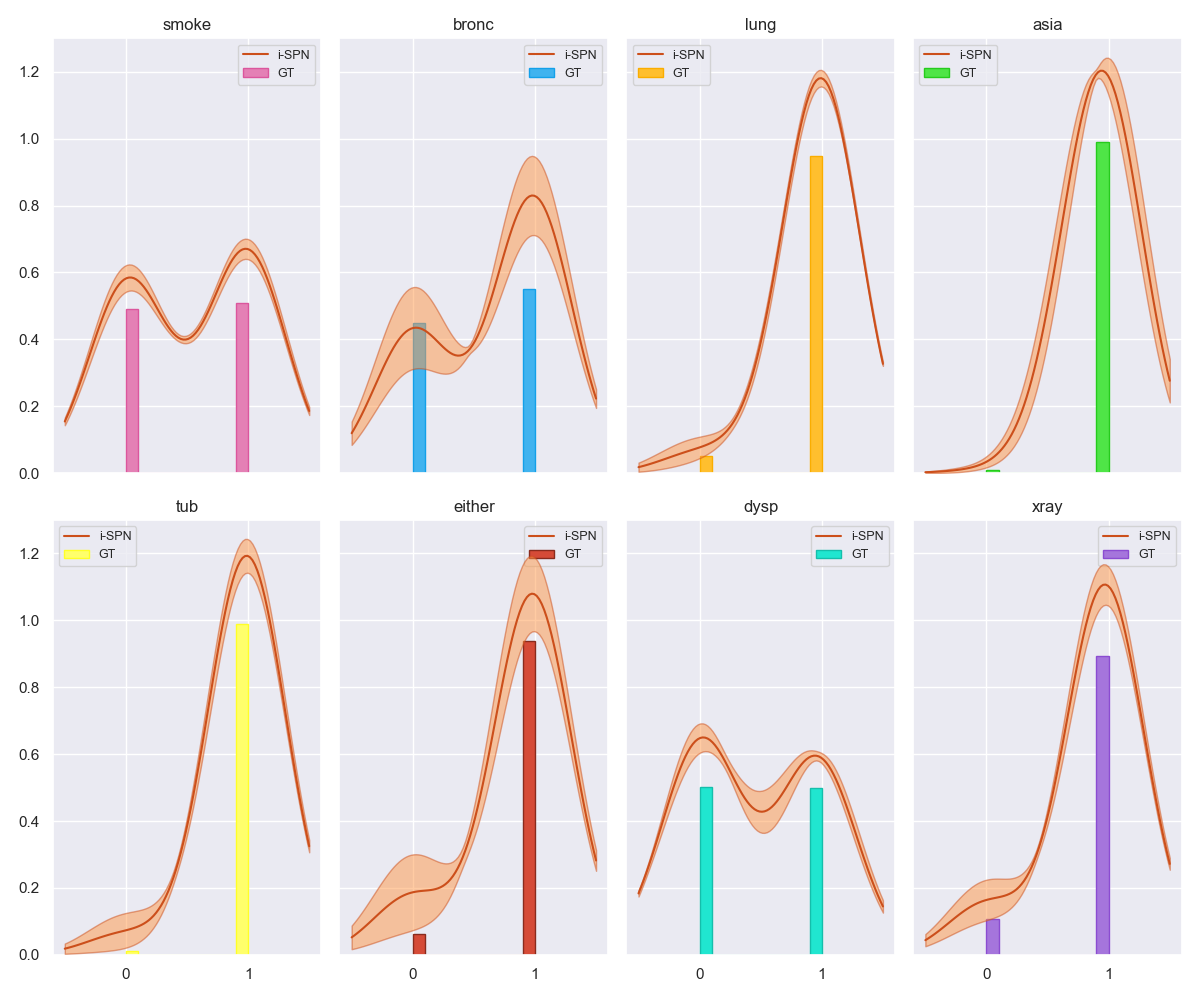 smoke
bronc
lung
asia
i-SPN
GT
i-SPN
GT
i-SPN
GT
i-SPN
GT
1.2
1.0
0.8
0.6
0.4
0.2
0.0
tub
either
dysp
xray
i-SPN
GT
i-SPN
GT
i-SPN
GT
i-SPN
GT
1.2
1.0
0.8
0.6
0.4
0.2
0.0
0 1
0 1
0 1
0 1